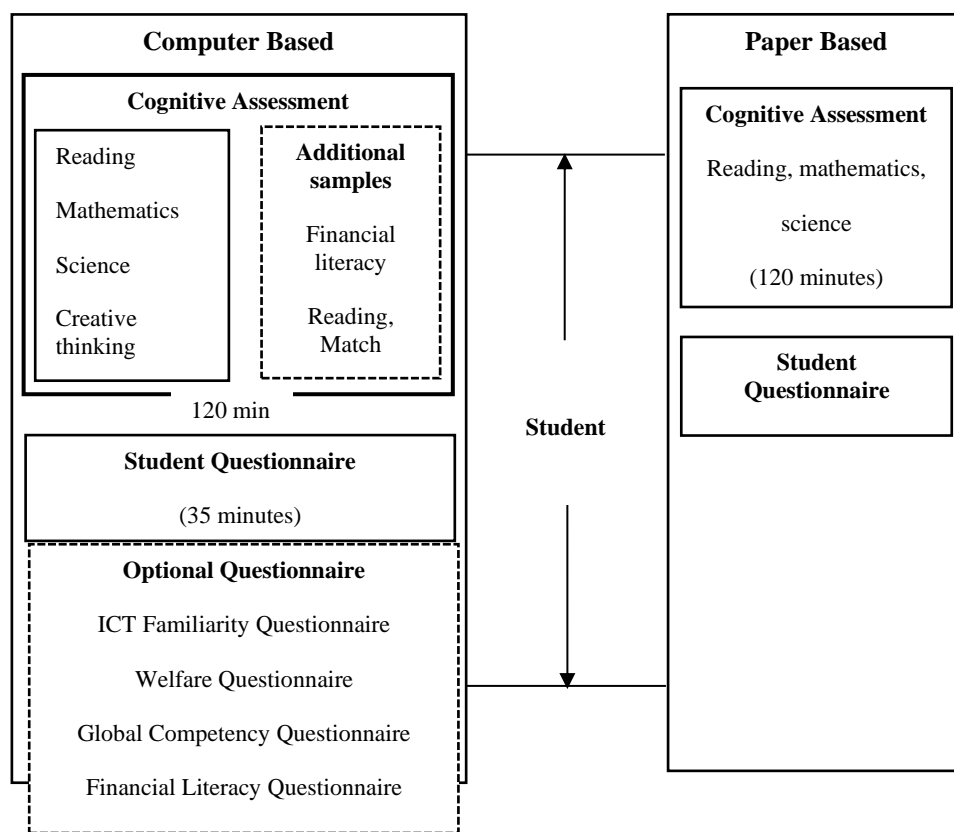 Computer Based
Cognitive Assessment
Reading
Mathematics
Science
Creative
thinking
Additional
samples
Financial
literacy
Reading,
Match
120 min
Student Questionnaire
(35 minutes)
Optional Questionnaire
ICT Familiarity Questionnaire
Welfare Questionnaire
Global Competency Questionnaire
Financial Literacy Questionnaire
Student
Paper Based
Cognitive Assessment
Reading, mathematics,
science
(120 minutes)
Student
Questionnaire